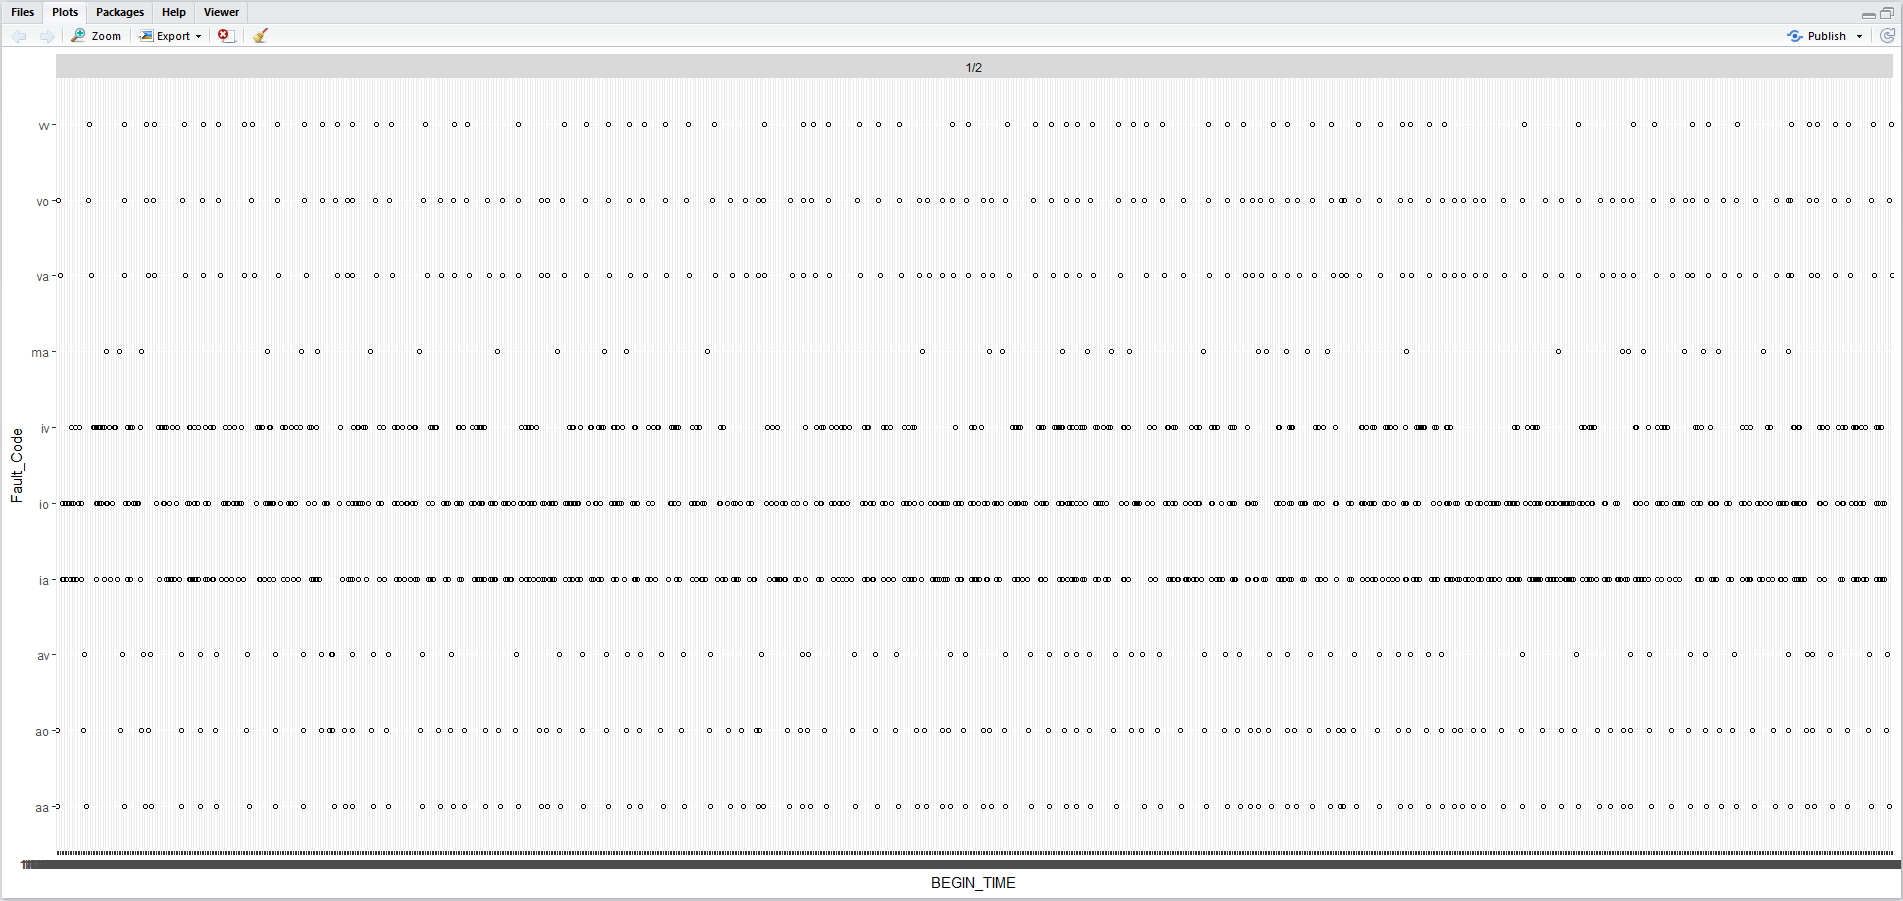 Files Plots Packages Help Viewer
Zoom Export Publish
1/2
vv
vo
va
ma
iv
io
ia
av
ao
aa
Fault_Code
BEGIN_TIME